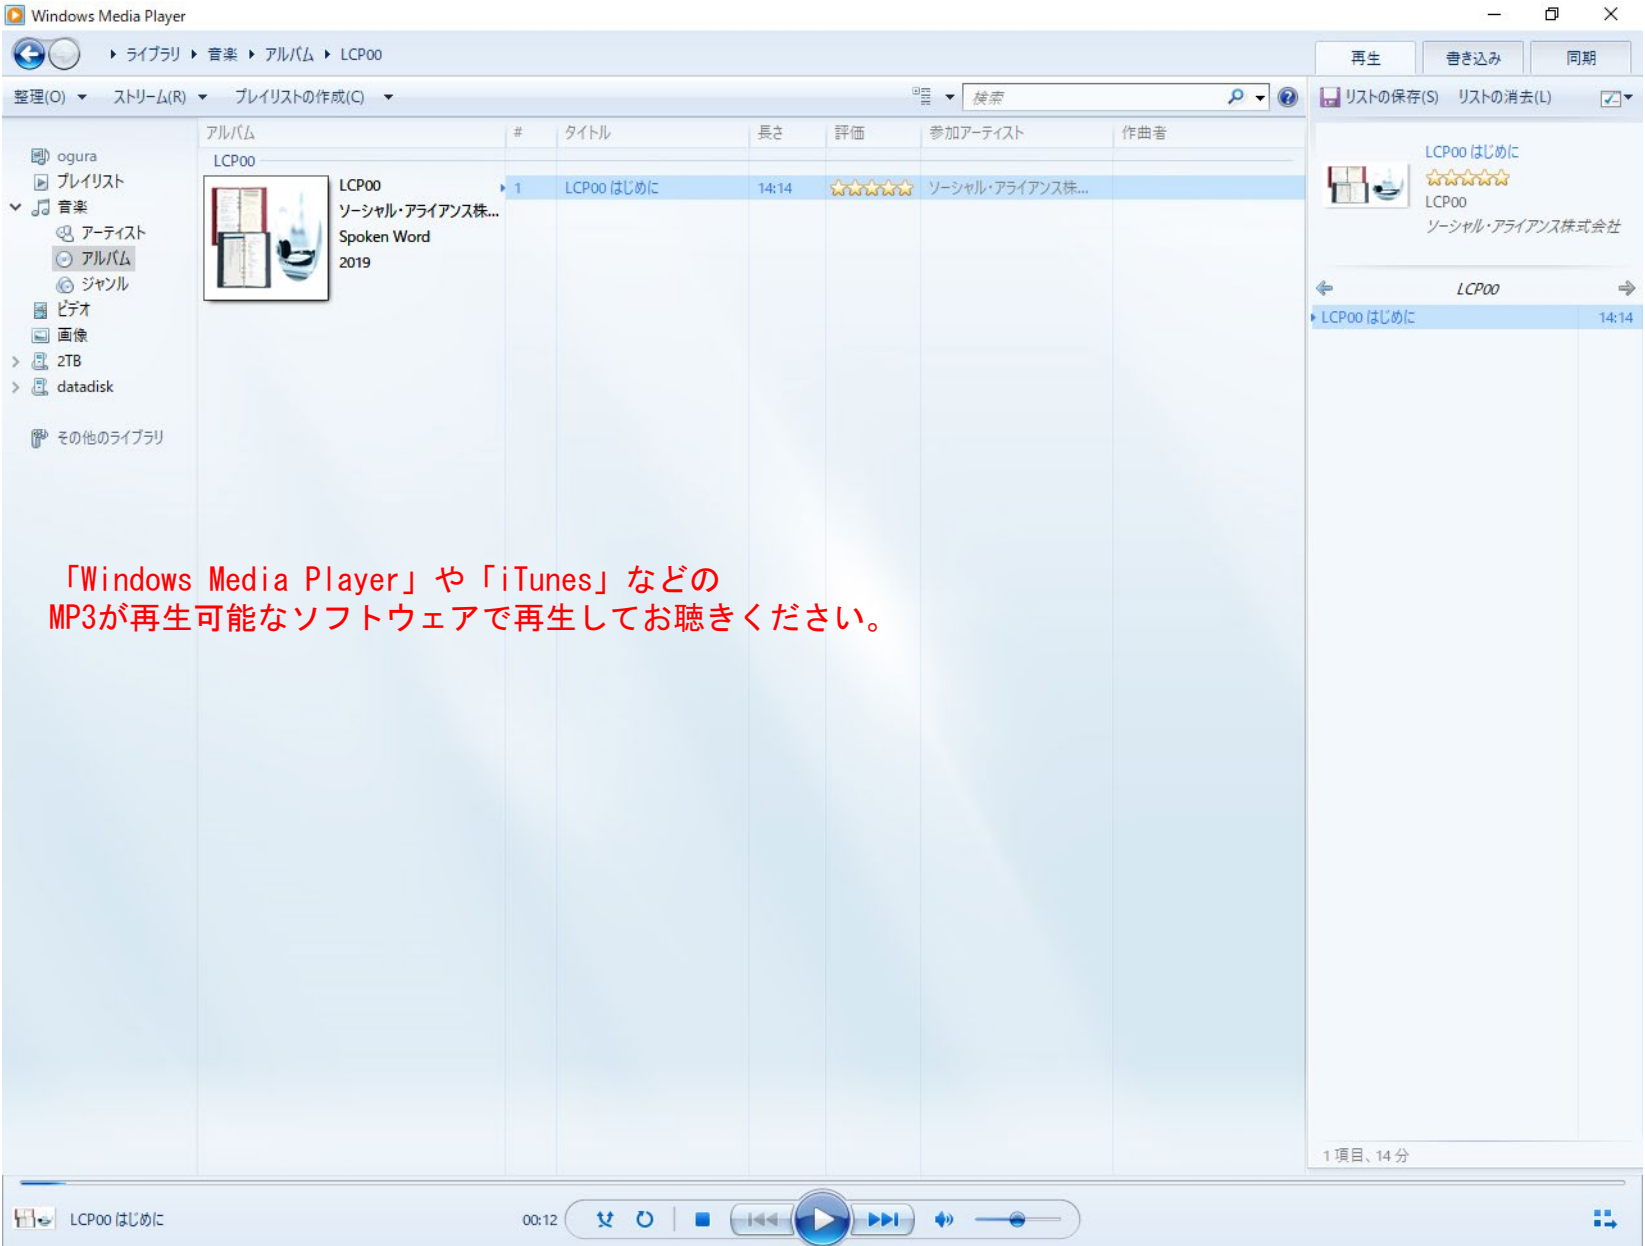 Windows Media Player
ライブラリ 音楽 アルバム LCP00
再生 書き込み 同期
整理(O) ストリーム(R) プレイリストの作成(C) 検索 リストの保存(S) リストの消去(L)
アルバム # タイトル 長さ 評価 参加アーティスト 作曲者
ogura
プレイリスト
音楽
アーティスト
アルバム
ジャンル
ビデオ
画像
2TB
datadisk
その他のライブラリ
LCP00
LCP00
ソーシャル・アライアンス株...
Spoken Word
2019
1 LCP00 はじめに 14:14 ソーシャル・アライアンス株...
LCP00 はじめに
LCP00
ソーシャル・アライアンス株式会社
LCP00
LCP00 はじめに 14:14
「Windows Media Player」や「iTunes」などの
MP3が再生可能なソフトウェアで再生してお聴きください。
1 項目、14 分
LCP00 はじめに 00:12